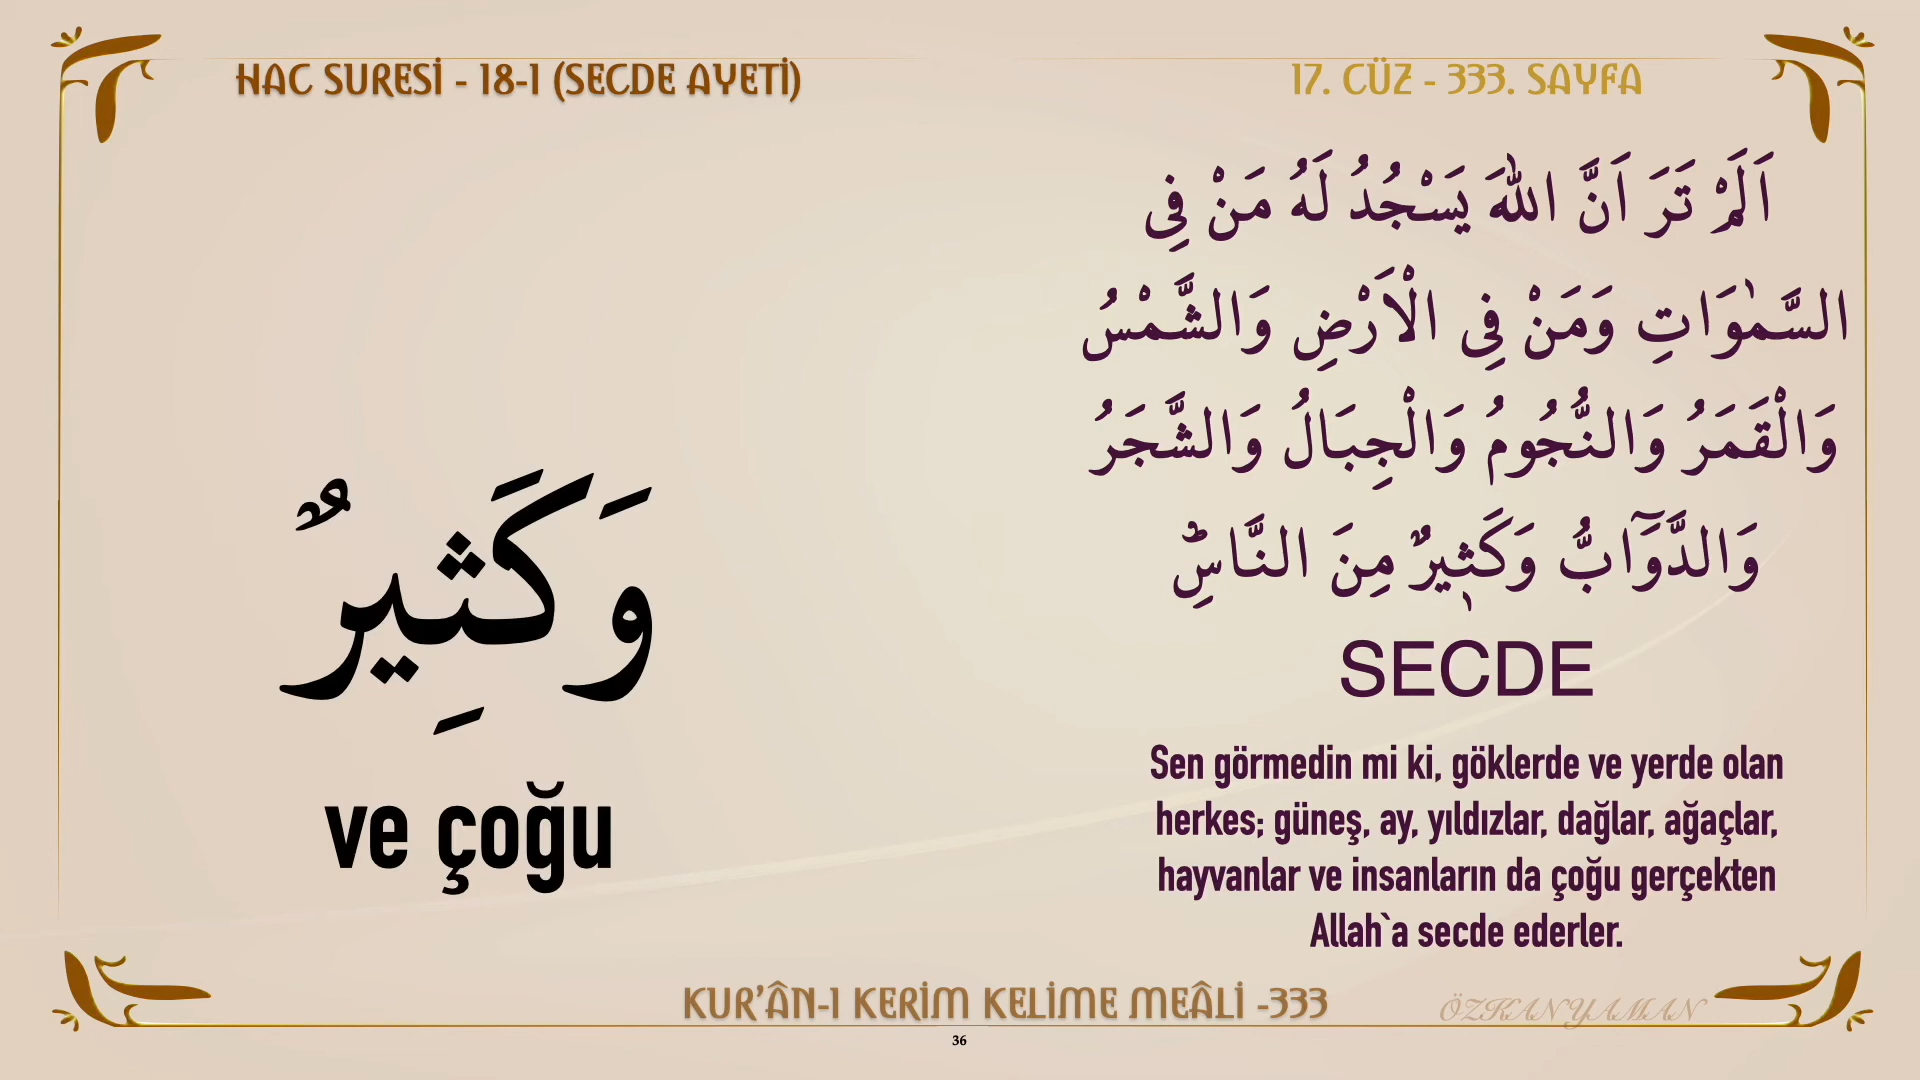 HAC SURESİ - 18-1 (SECDE AYETİ)
17. CÜZ - 333. SAYFA
اَلَمْ تَرَ اَنَّ اللّٰهَ يَسْجُدُ لَهُ مَنْ فِى
السَّمٰوَاتِ وَمَنْ فِى الْاَرْضِ وَالشَّمْسُ
وَالْقَمَرُ وَالنُّجُومُ وَالْجِبَالُ وَالشَّجَرُ
وَالدَّوَٓابُّ وَكَثٖيرٌ مِنَ النَّاسِؕ
SECDE
Sen görmedin mi ki, göklerde ve yerde olan
herkes; güneş, ay, yıldızlar, dağlar, ağaçlar,
hayvanlar ve insanların da çoğu gerçekten
Allah`a secde ederler.
وَكَثِيرٌ
ve çoğu
KUR'ÂN-I KERİM KELİME MEÂLİ -333
ÖZKAN YAMAN
36